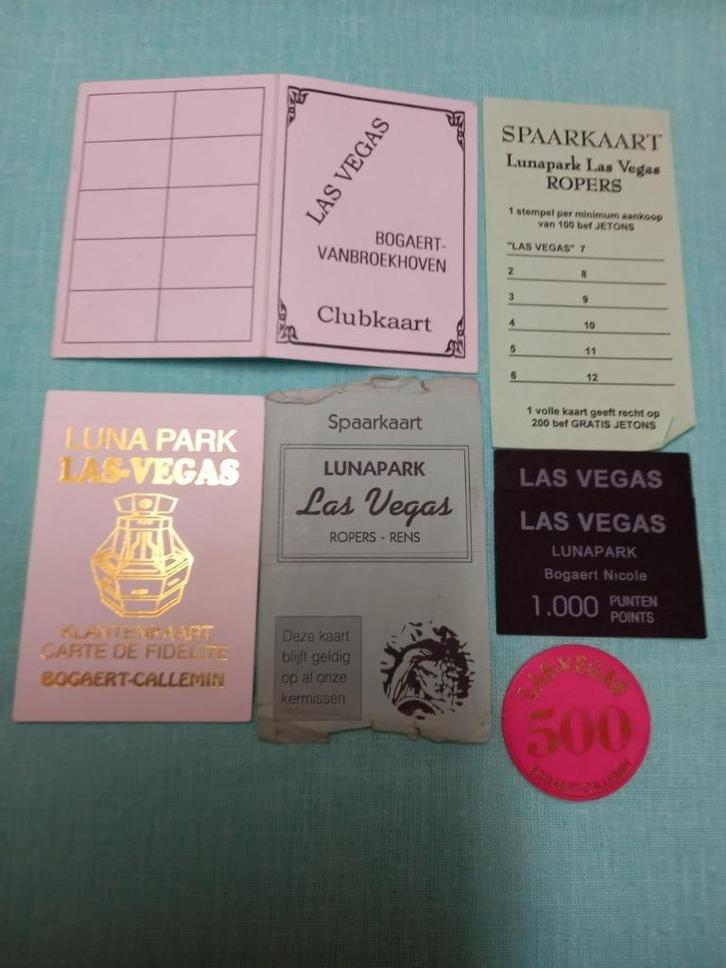 LAS VEGAS
BOGAERT-
VANBROEKHOVEN
Clubkaart
SPAARKAART
Lunapark Las Vegas
ROPERS
1 stempel per minimum aankoop
van 100 bef JETONS
"LAS VEGAS" 7
2 8
3 9
4 10
5 11
6 12
1 volle kaart geeft recht op
200 bef GRATIS JETONS
LUNA PARK
LAS-VEGAS
KLANTENKAART
CARTE DE FIDELITE
BOGAERT-CALLEMIN
Spaarkaart
LUNAPARK
Las Vegas
ROPERS - RENS
Deze kaart
blijft geldig
op al onze
kermissen
LAS VEGAS
LAS VEGAS
LUNAPARK
Bogaert Nicole
1.000 PUNTEN
POINTS
LAS-VEGAS
500
BOGAERT-CALLEMIN